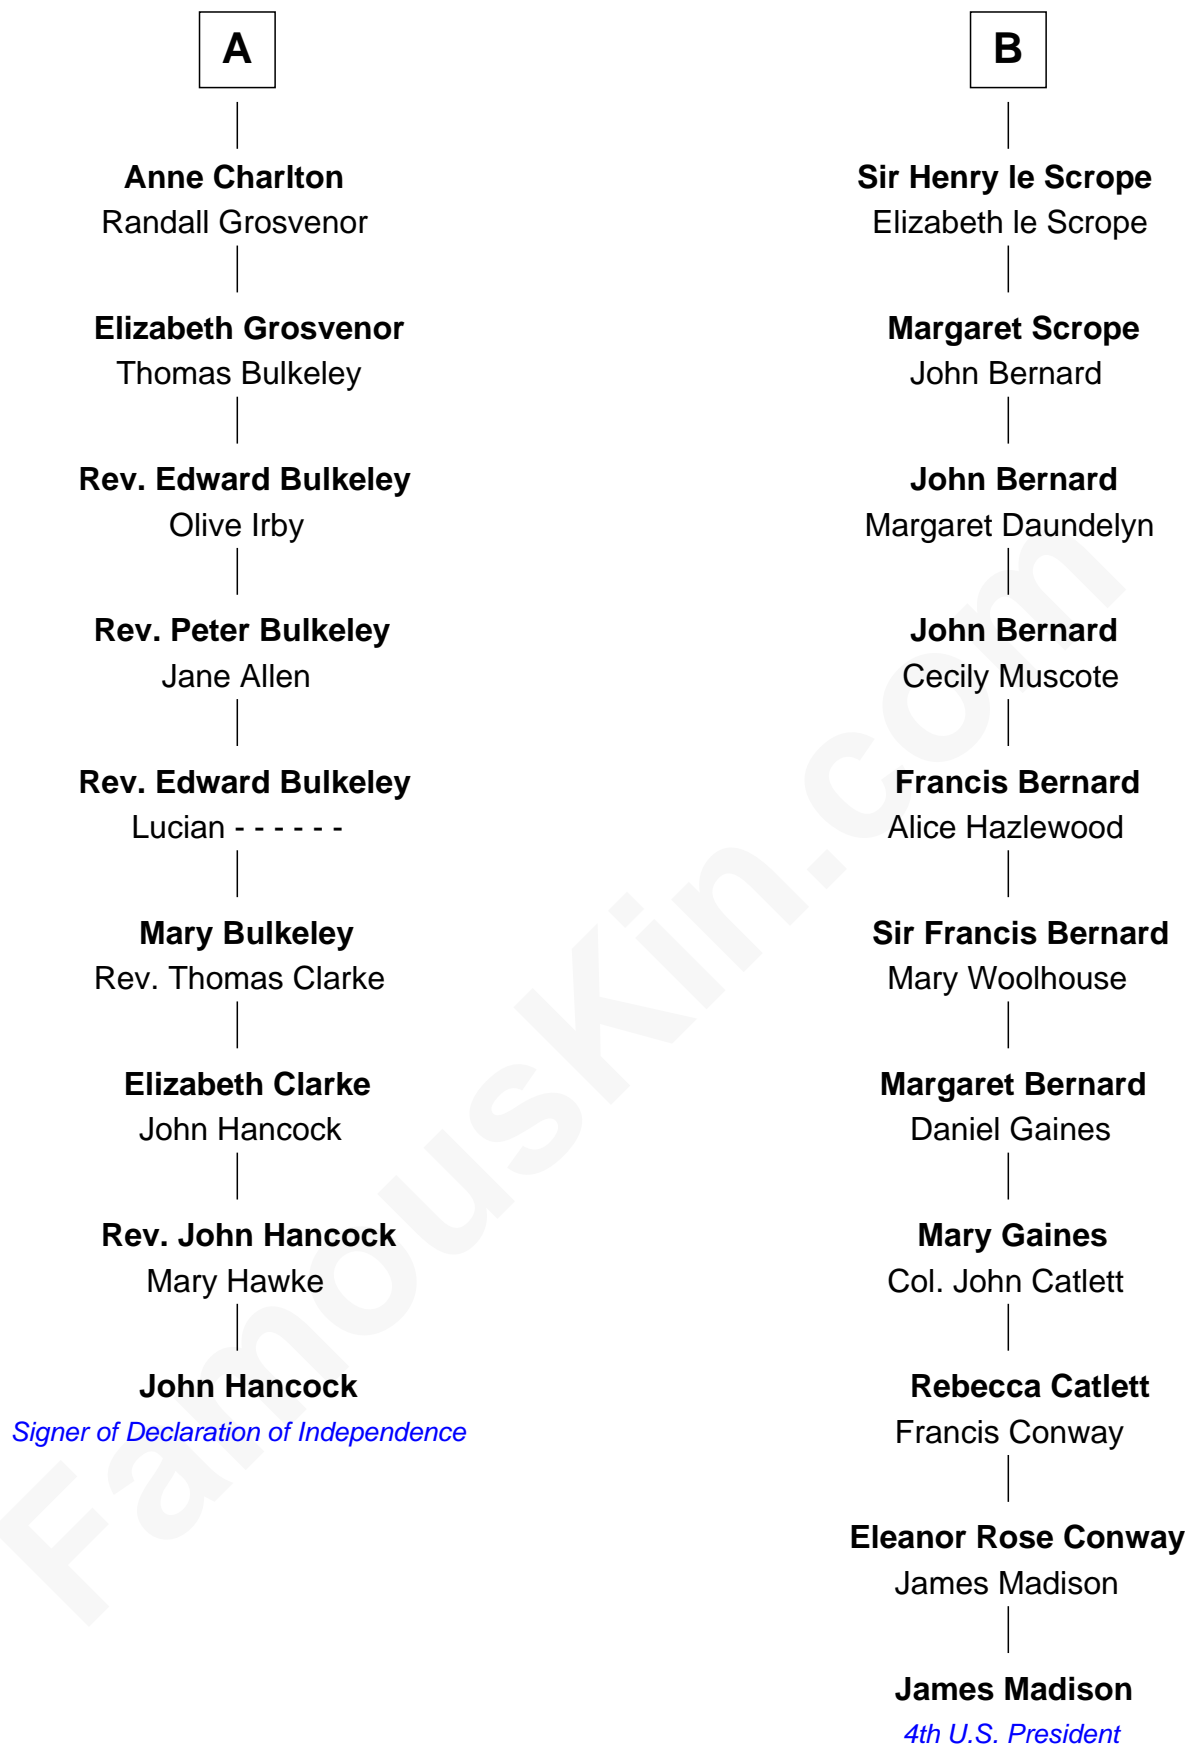 A
Anne Charlton
Randall Grosvenor
Elizabeth Grosvenor
Thomas Bulkeley
Rev. Edward Bulkeley
Olive Irby
Rev. Peter Bulkeley
Jane Allen
Rev. Edward Bulkeley
Lucian - - - - - -
Mary Bulkeley
Rev. Thomas Clarke
Elizabeth Clarke
John Hancock
Rev. John Hancock
Mary Hawke
John Hancock
Signer of Declaration of Independence
B
Sir Henry le Scrope
Elizabeth le Scrope
Margaret Scrope
John Bernard
John Bernard
Margaret Daundelyn
John Bernard
Cecily Muscote
Francis Bernard
Alice Hazlewood
Sir Francis Bernard
Mary Woolhouse
Margaret Bernard
Daniel Gaines
Mary Gaines
Col. John Catlett
Rebecca Catlett
Francis Conway
Eleanor Rose Conway
James Madison
James Madison
4th U.S. President
FamousKin.com